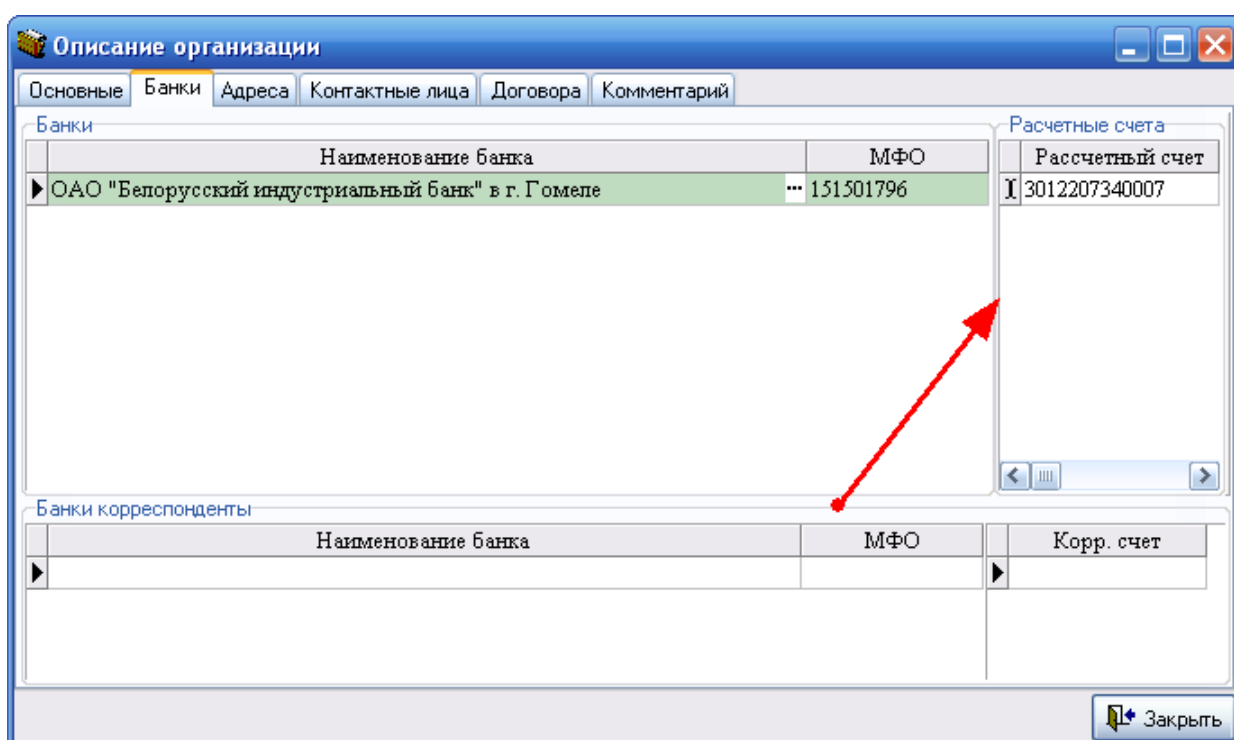 Описание организации
Основные Банки Адреса Контактные лица Договора Комментарий
Банки Расчетные счета
Наименование банка МФО Рассчетный счет
ОАО "Белорусский индустриальный банк" в г. Гомеле ... 151501796 3012207340007
Банки корреспонденты
Наименование банка МФО Корр. счет
Закрыть